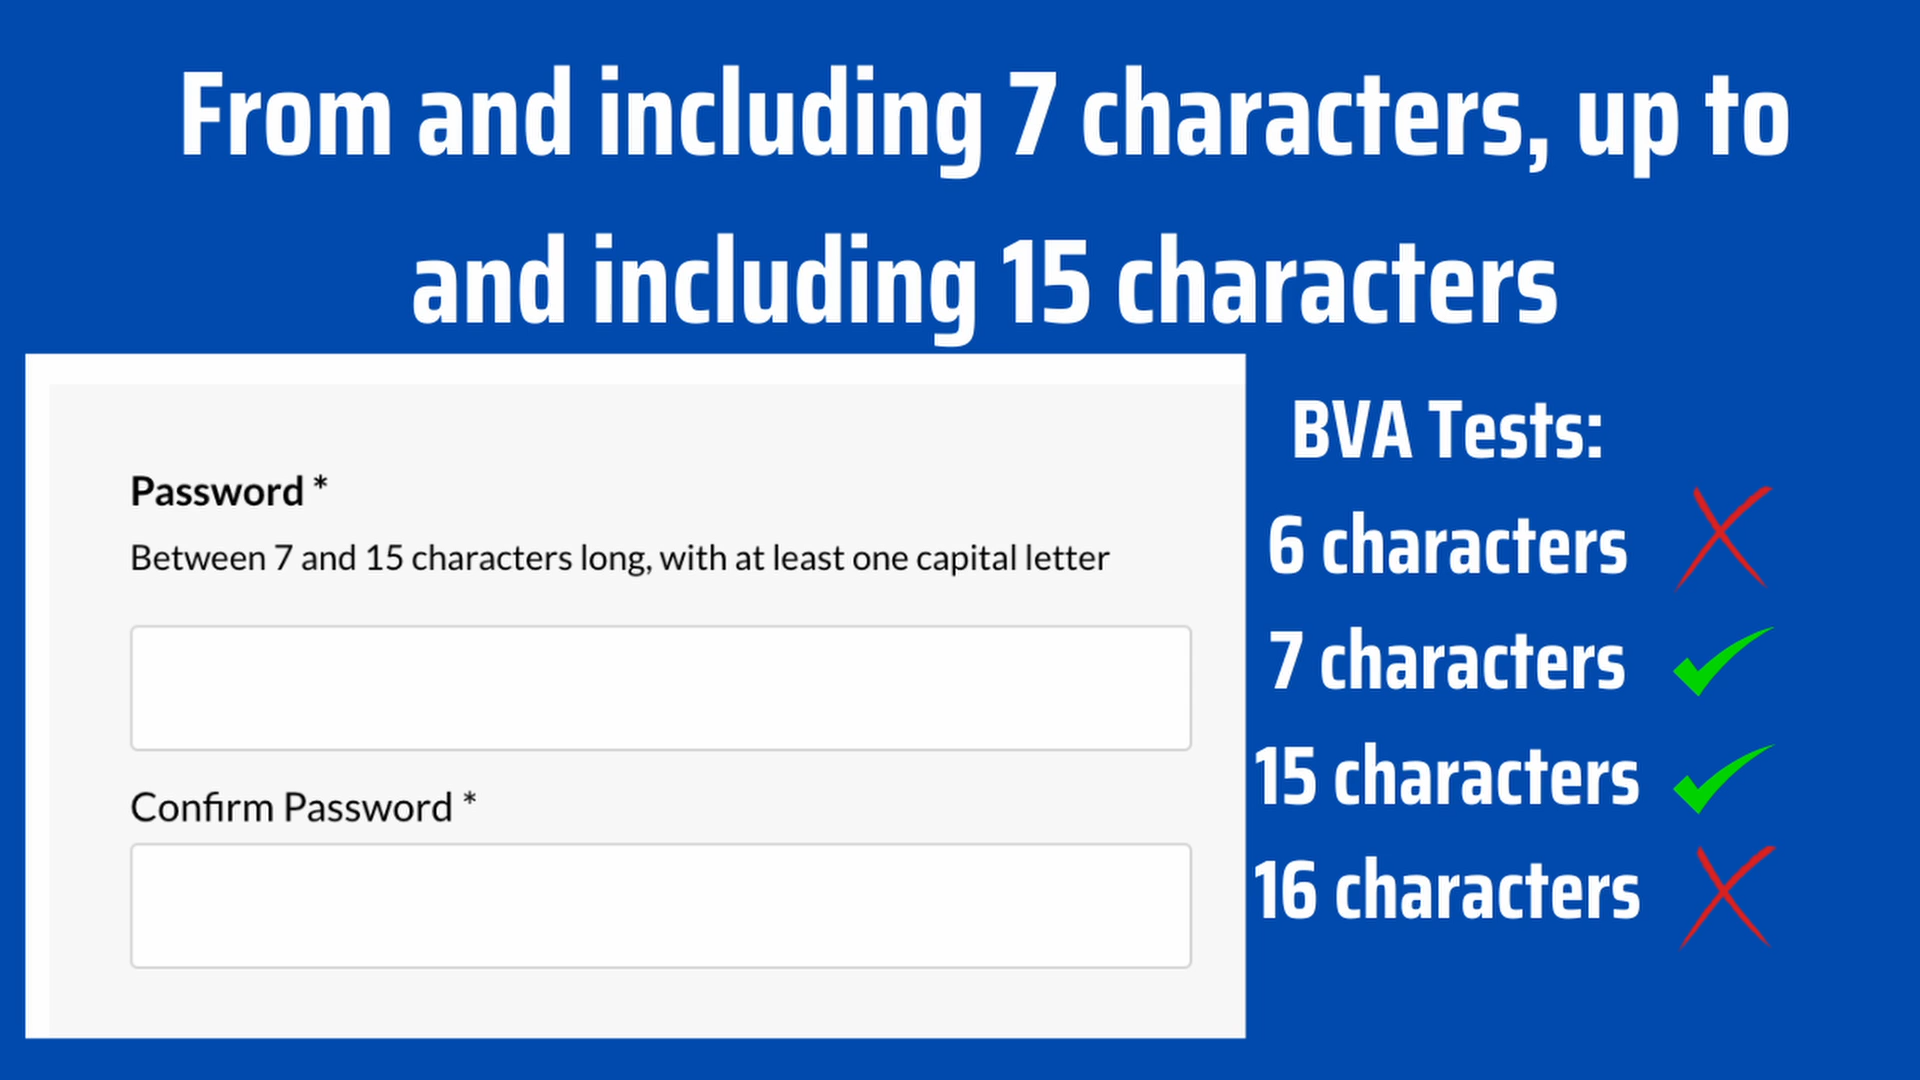 From and including 7 characters, up to
and including 15 characters
Password *
Between 7 and 15 characters long, with at least one capital letter
Confirm Password *
BVA Tests:
6 characters
7 characters
15 characters
16 characters